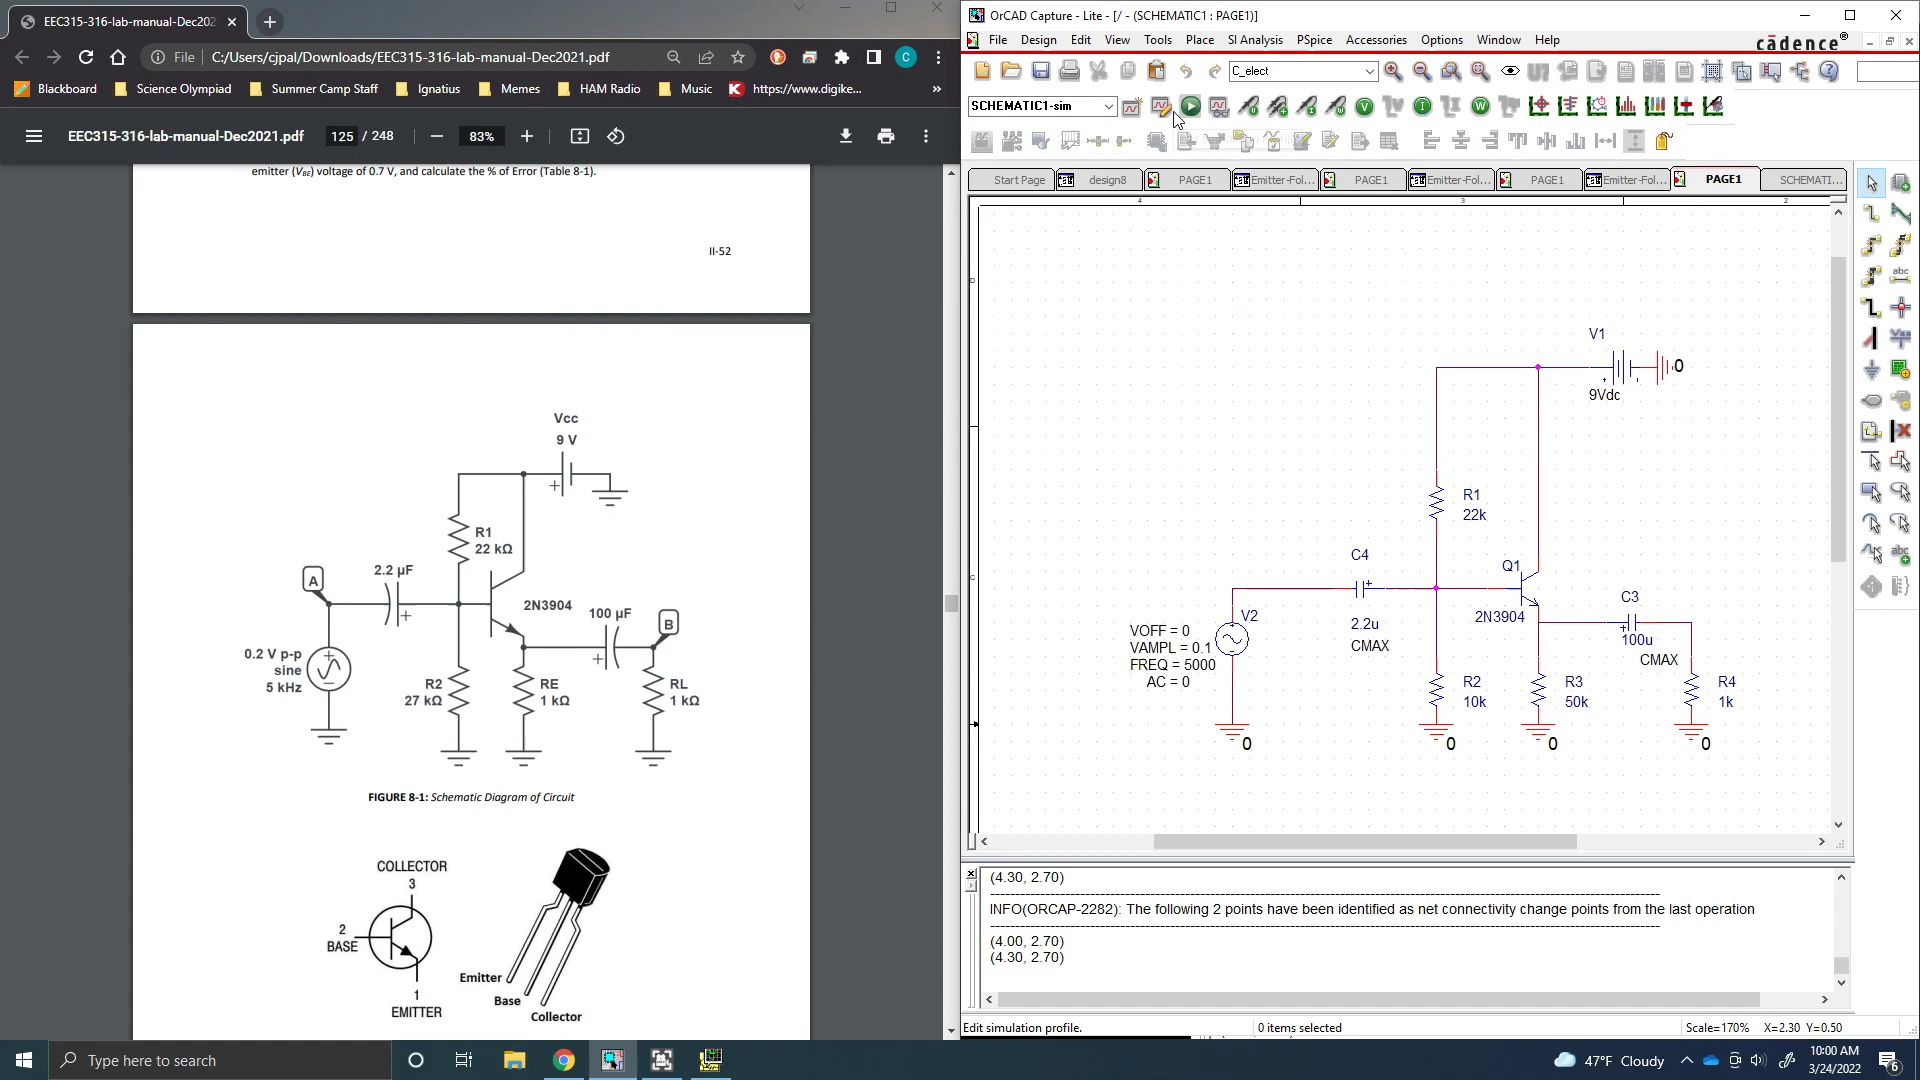 EEC315-316-lab-manual-Dec202
OrCAD Capture - Lite - [/ - (SCHEMATIC1 : PAGE1)]
File C:/Users/cjpal/Downloads/EEC315-316-lab-manual-Dec2021.pdf
C
File Design Edit View Tools Place SI Analysis PSpice Accessories Options Window Help
cādence®
Blackboard Science Olympiad Summer Camp Staff Ignatius Memes HAM Radio Music https://www.digike... »
C_elect
SCHEMATIC1-sim
V I W
EEC315-316-lab-manual-Dec2021.pdf 125 / 248 83%
Start Page design8 PAGE1 Emitter-Fol... PAGE1 Emitter-Fol... PAGE1 Emitter-Fol... PAGE1 SCHEMATI...
4 3 2
emitter (VBE) voltage of 0.7 V, and calculate the % of Error (Table 8-1).
II-52
Vcc
9 V
+
R1
22 kΩ
A
2.2 µF
+
2N3904
100 µF
+
B
0.2 V p-p
sine
5 kHz
R2
27 kΩ
RE
1 kΩ
RL
1 kΩ
FIGURE 8-1: Schematic Diagram of Circuit
COLLECTOR
3
2
BASE
1
EMITTER
Emitter
Base
Collector
V1
0
9Vdc
R1
22k
C4
2.2u
CMAX
Q1
2N3904
C3
100u
CMAX
V2
VOFF = 0
VAMPL = 0.1
FREQ = 5000
AC = 0
R2
10k
R3
50k
R4
1k
0 0 0 0
(4.30, 2.70)
INFO(ORCAP-2282): The following 2 points have been identified as net connectivity change points from the last operation
(4.00, 2.70)
(4.30, 2.70)
Edit simulation profile. 0 items selected Scale=170% X=2.30 Y=0.50
Type here to search
47°F Cloudy
10:00 AM
3/24/2022
6